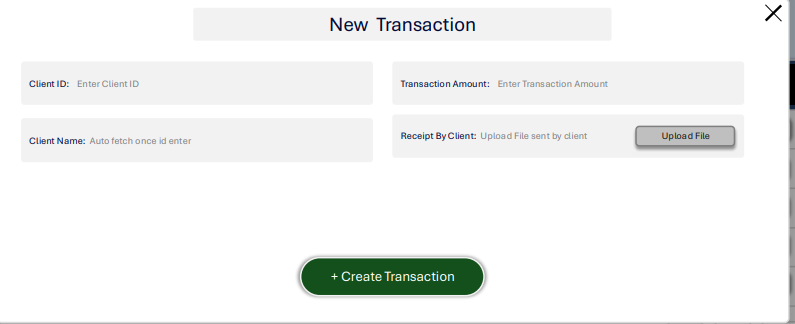 New Transaction
Client ID: Enter Client ID
Transaction Amount: Enter Transaction Amount
Client Name: Auto fetch once id enter
Receipt By Client: Upload File sent by client
Upload File
+ Create Transaction